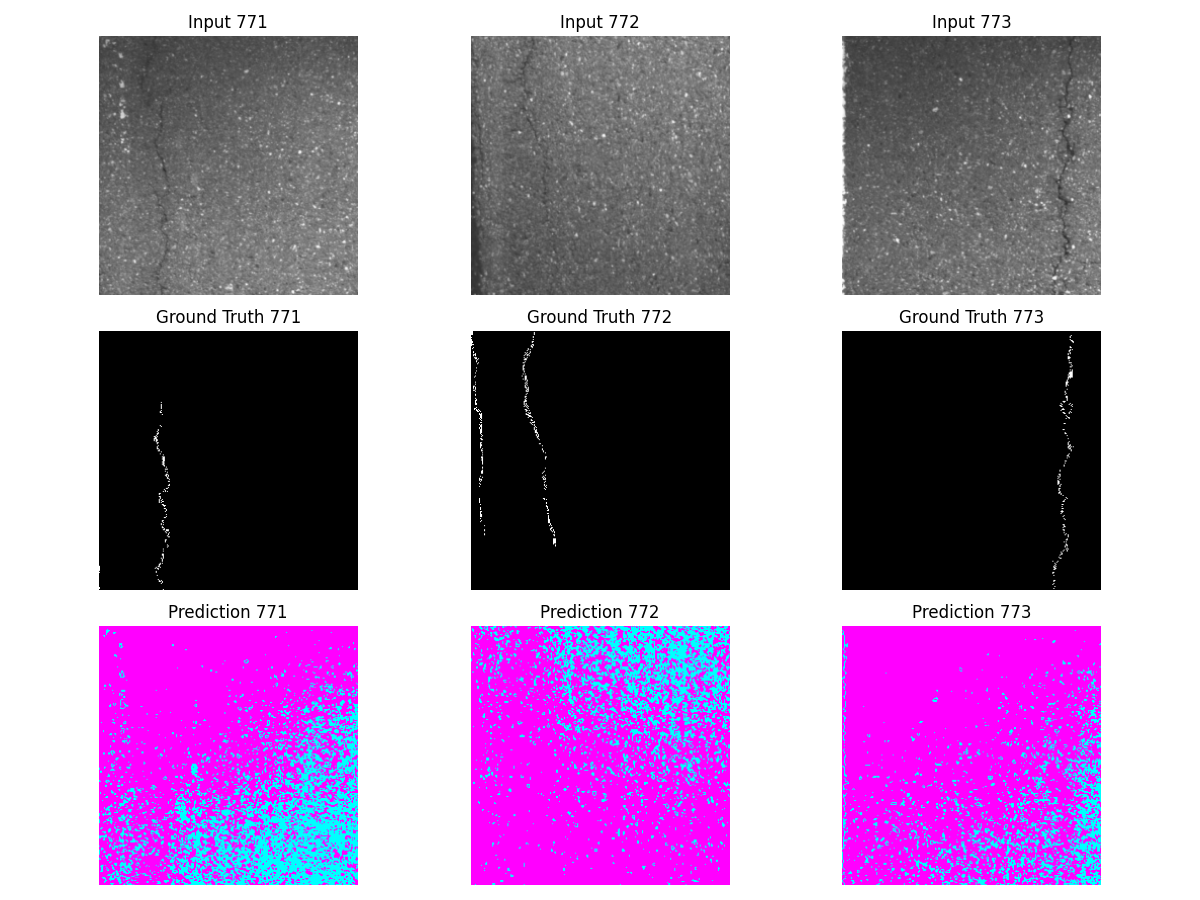 Input 771
Input 772
Input 773
Ground Truth 771
Ground Truth 772
Ground Truth 773
Prediction 771
Prediction 772
Prediction 773